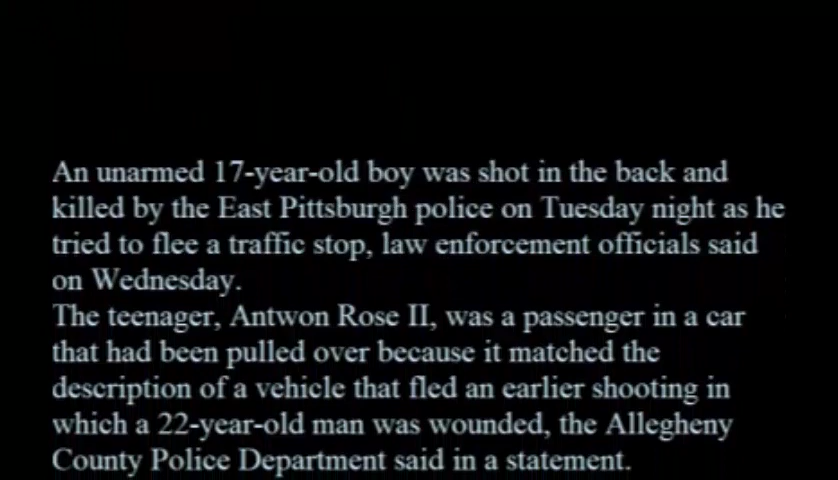 An unarmed 17-year-old boy was shot in the back and
killed by the East Pittsburgh police on Tuesday night as he
tried to flee a traffic stop, law enforcement officials said
on Wednesday.
The teenager, Antwon Rose II, was a passenger in a car
that had been pulled over because it matched the
description of a vehicle that fled an earlier shooting in
which a 22-year-old man was wounded, the Allegheny
County Police Department said in a statement.